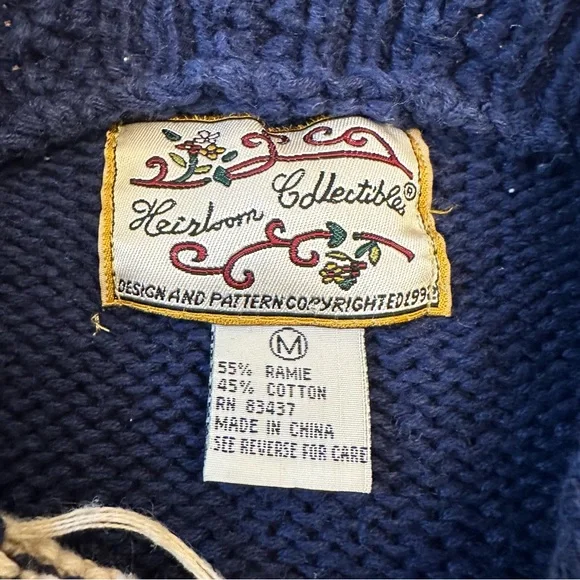 Heirloom Collectibles®
DESIGN AND PATTERN COPYRIGHTED
M
55% RAMIE
45% COTTON
RN 83437
MADE IN CHINA
SEE REVERSE FOR CARE